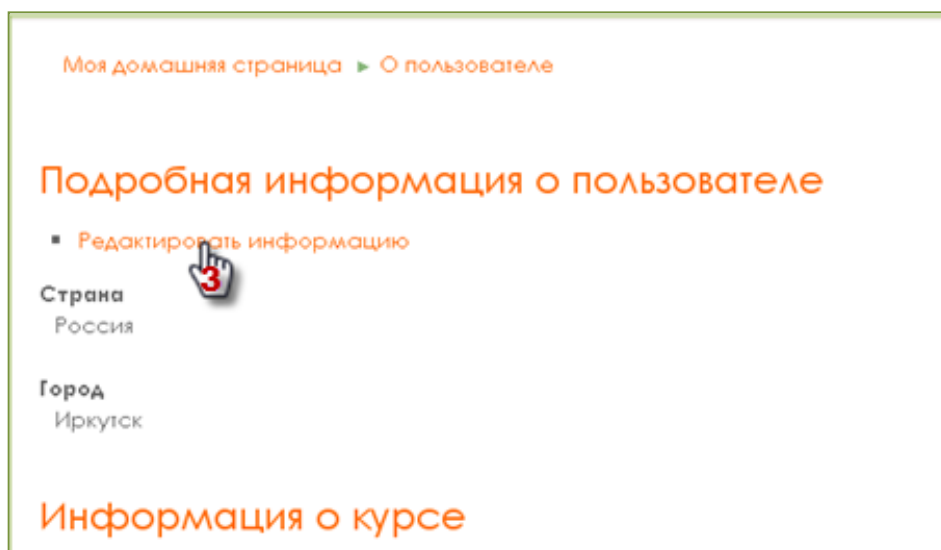 Моя домашняя страница ► О пользователе
Подробная информация о пользователе
▪ Редактировать информацию
3
Страна
Россия
Город
Иркутск
Информация о курсе